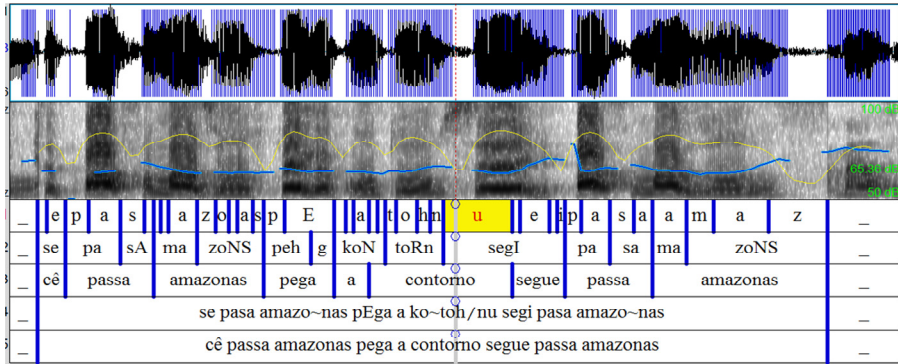 100 dB
65.36 dB
50 dB
_ e p a s a z o a s p E a t o h n u e i p a s a a m a z _
_ se pa sA ma zoNS peh g koN toRn segI pa sa ma zoNS _
_ cê passa amazonas pega a contorno segue passa amazonas _
se pasa amazo~nas pEga a ko~toh/nu segi pasa amazo~nas
cê passa amazonas pega a contorno segue passa amazonas